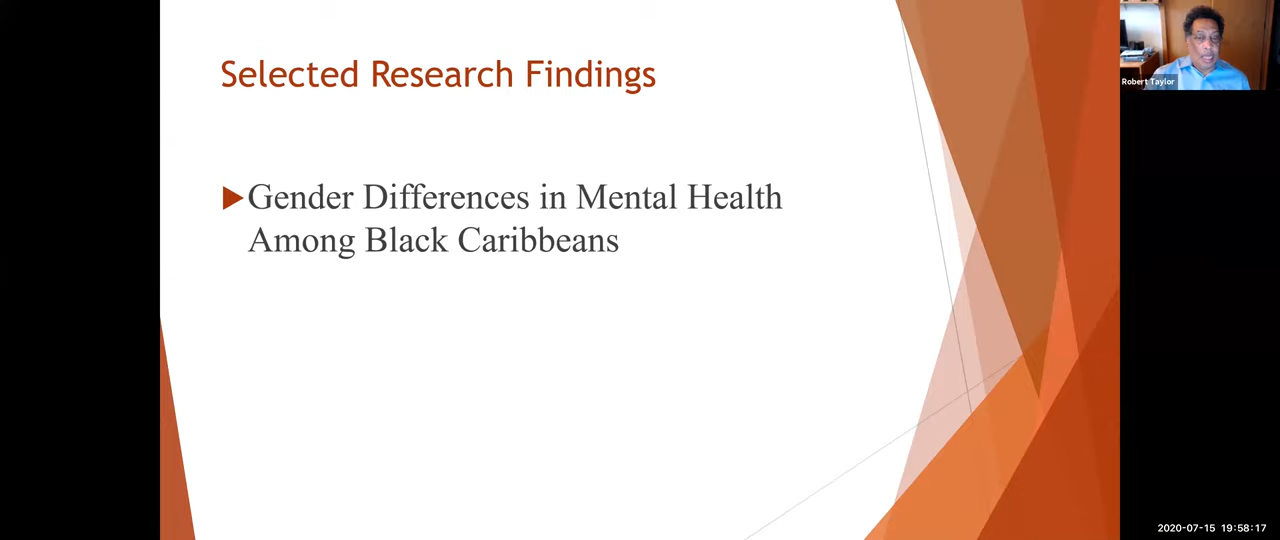 Selected Research Findings
Gender Differences in Mental Health
Among Black Caribbeans
Robert Taylor
2020-07-15 19:58:17